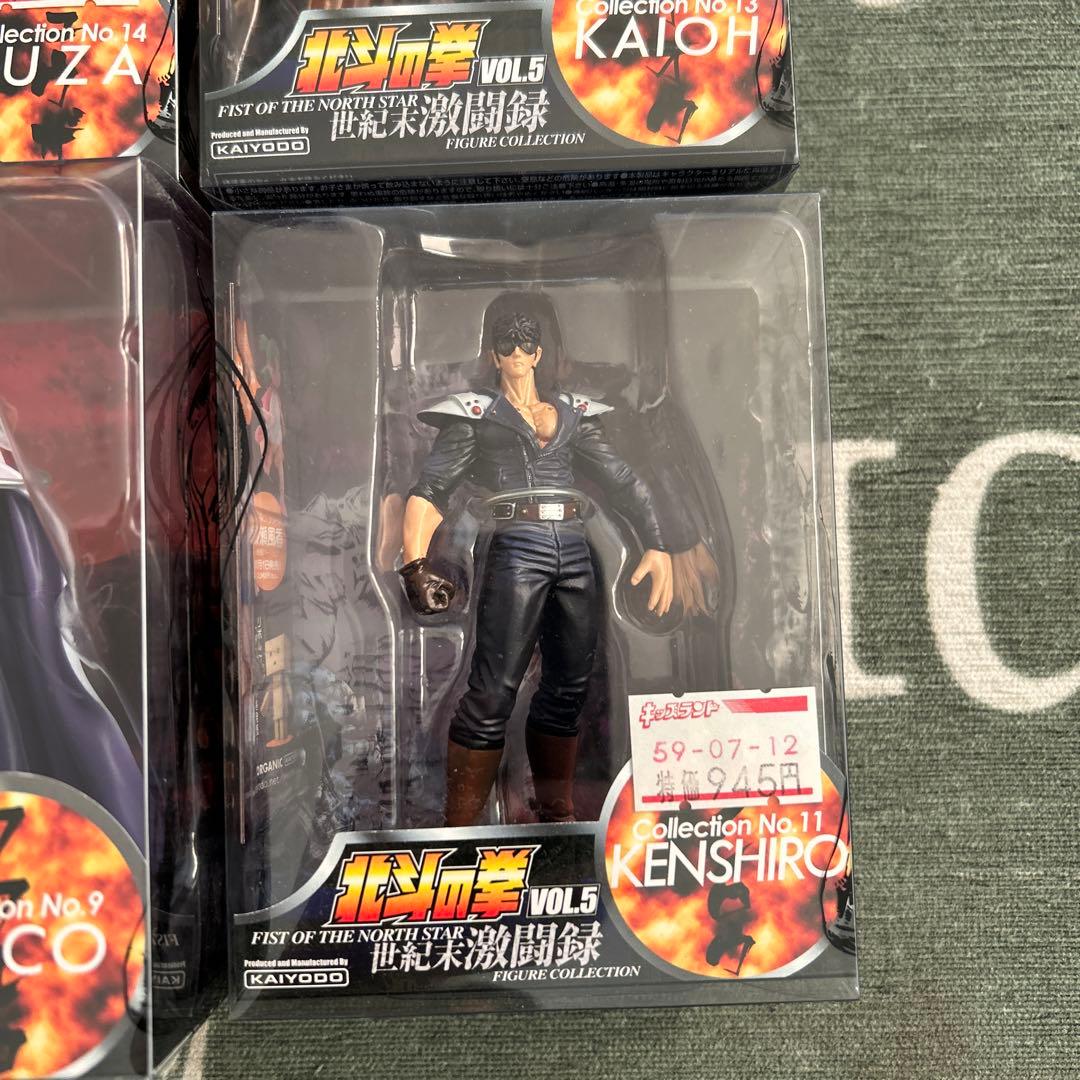 llection No.14
UZA
Collection No.13
KAIOH
北斗の拳 VOL.5
FIST OF THE NORTH STAR
世紀末激闘録
FIGURE COLLECTION
Produced and Manufactured By
KAIYODO
キッズランド
59-07-12
特価 945円
Collection No.11
KENSHIRO
北斗の拳 VOL.5
FIST OF THE NORTH STAR
世紀末激闘録
FIGURE COLLECTION
Produced and Manufactured By
KAIYODO
ORGANIC
on No.9
CO
IC